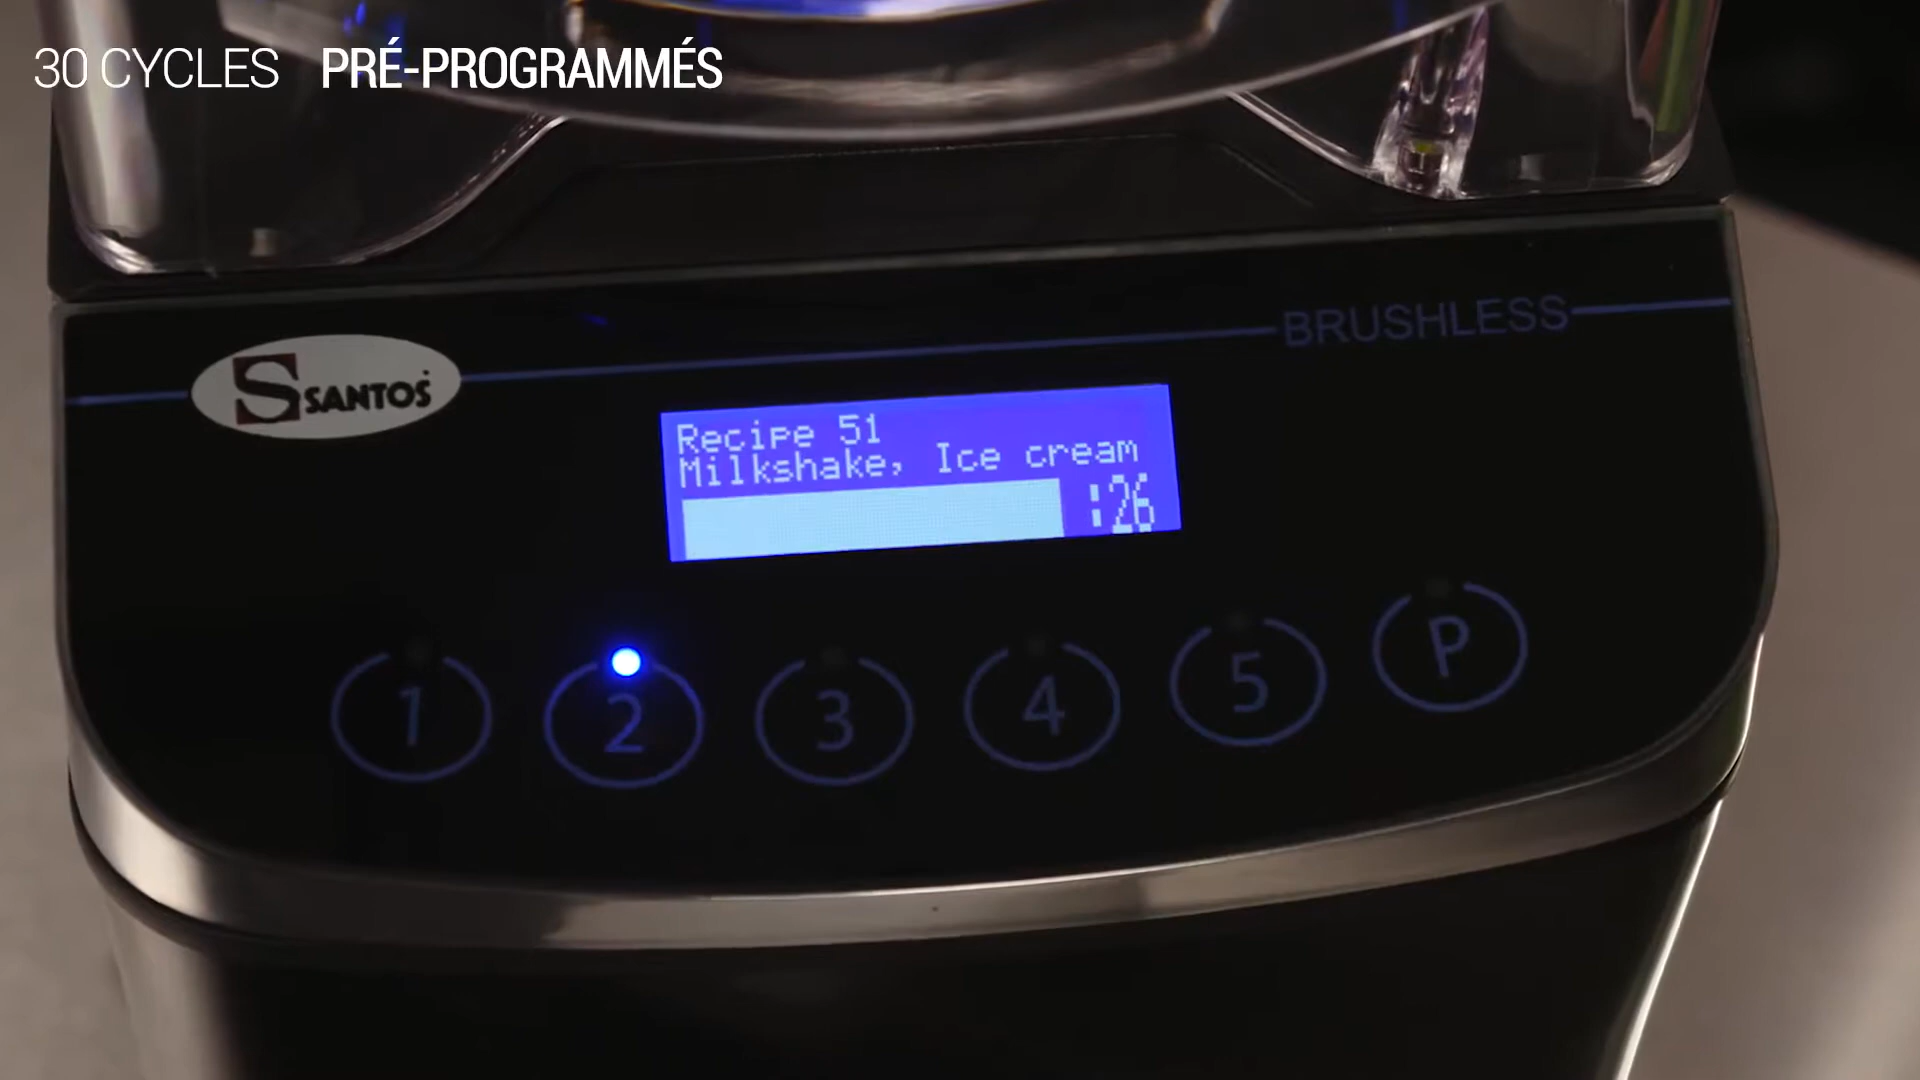 30 CYCLES PRÉ-PROGRAMMÉS
BRUSHLESS
S SANTOS
Recipe 51
Milkshake, Ice cream
:26
1 2 3 4 5 P